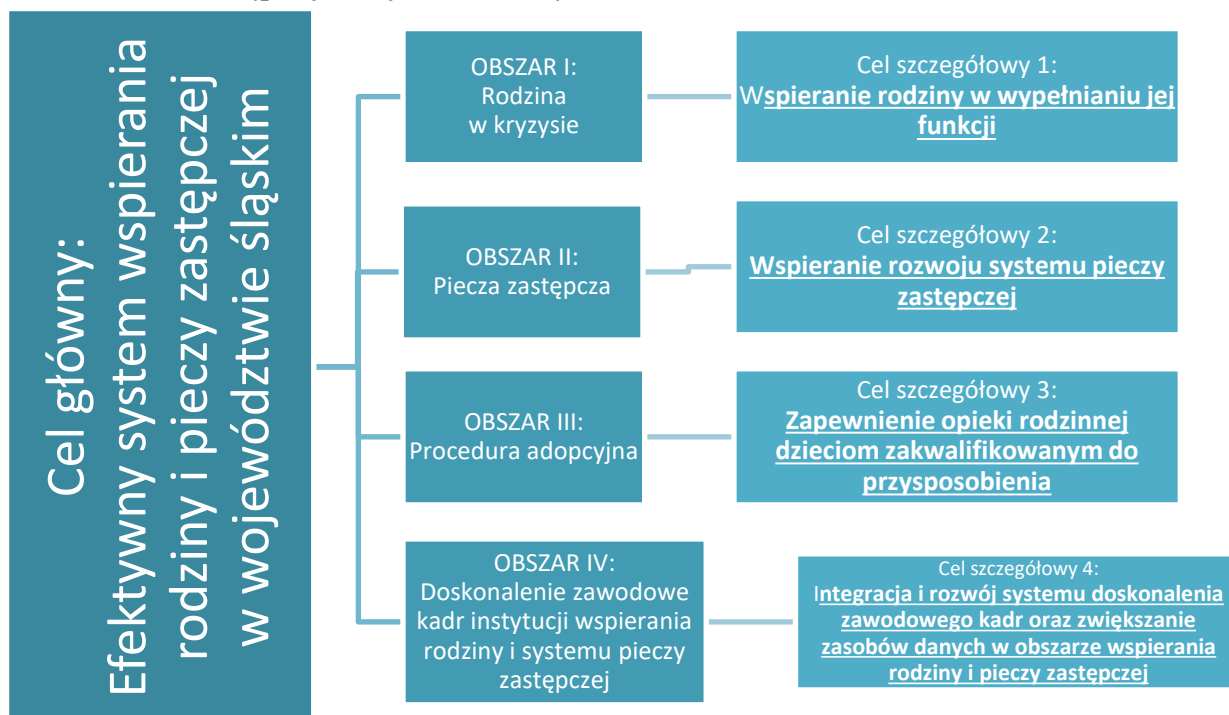 Cel główny:
Efektywny system wspierania
rodziny i pieczy zastępczej
w województwie śląskim
OBSZAR I:
Rodzina
w kryzysie
Cel szczegółowy 1:
Wspieranie rodziny w wypełnianiu jej
funkcji
OBSZAR II:
Piecza zastępcza
Cel szczegółowy 2:
Wspieranie rozwoju systemu pieczy
zastępczej
OBSZAR III:
Procedura adopcyjna
Cel szczegółowy 3:
Zapewnienie opieki rodzinnej
dzieciom zakwalifikowanym do
przysposobienia
OBSZAR IV:
Doskonalenie zawodowe
kadr instytucji wspierania
rodziny i systemu pieczy
zastępczej
Cel szczegółowy 4:
Integracja i rozwój systemu doskonalenia
zawodowego kadr oraz zwiększanie
zasobów danych w obszarze wspierania
rodziny i pieczy zastępczej